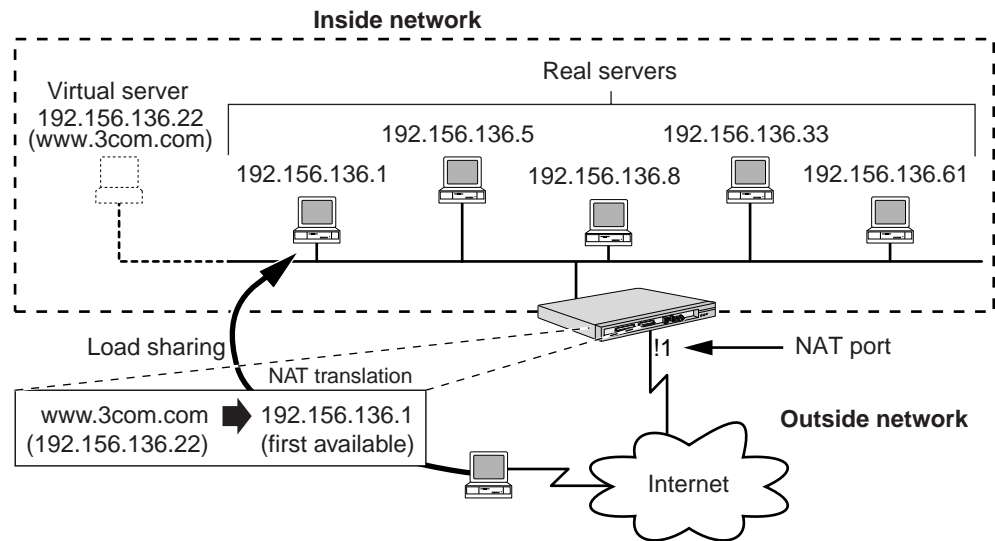 Inside network
Real servers
Virtual server
192.156.136.22
(www.3com.com)
192.156.136.5
192.156.136.33
192.156.136.1
192.156.136.8
192.156.136.61
Load sharing
!1
NAT port
NAT translation
www.3com.com
192.156.136.1
(192.156.136.22)
(first available)
Outside network
Internet